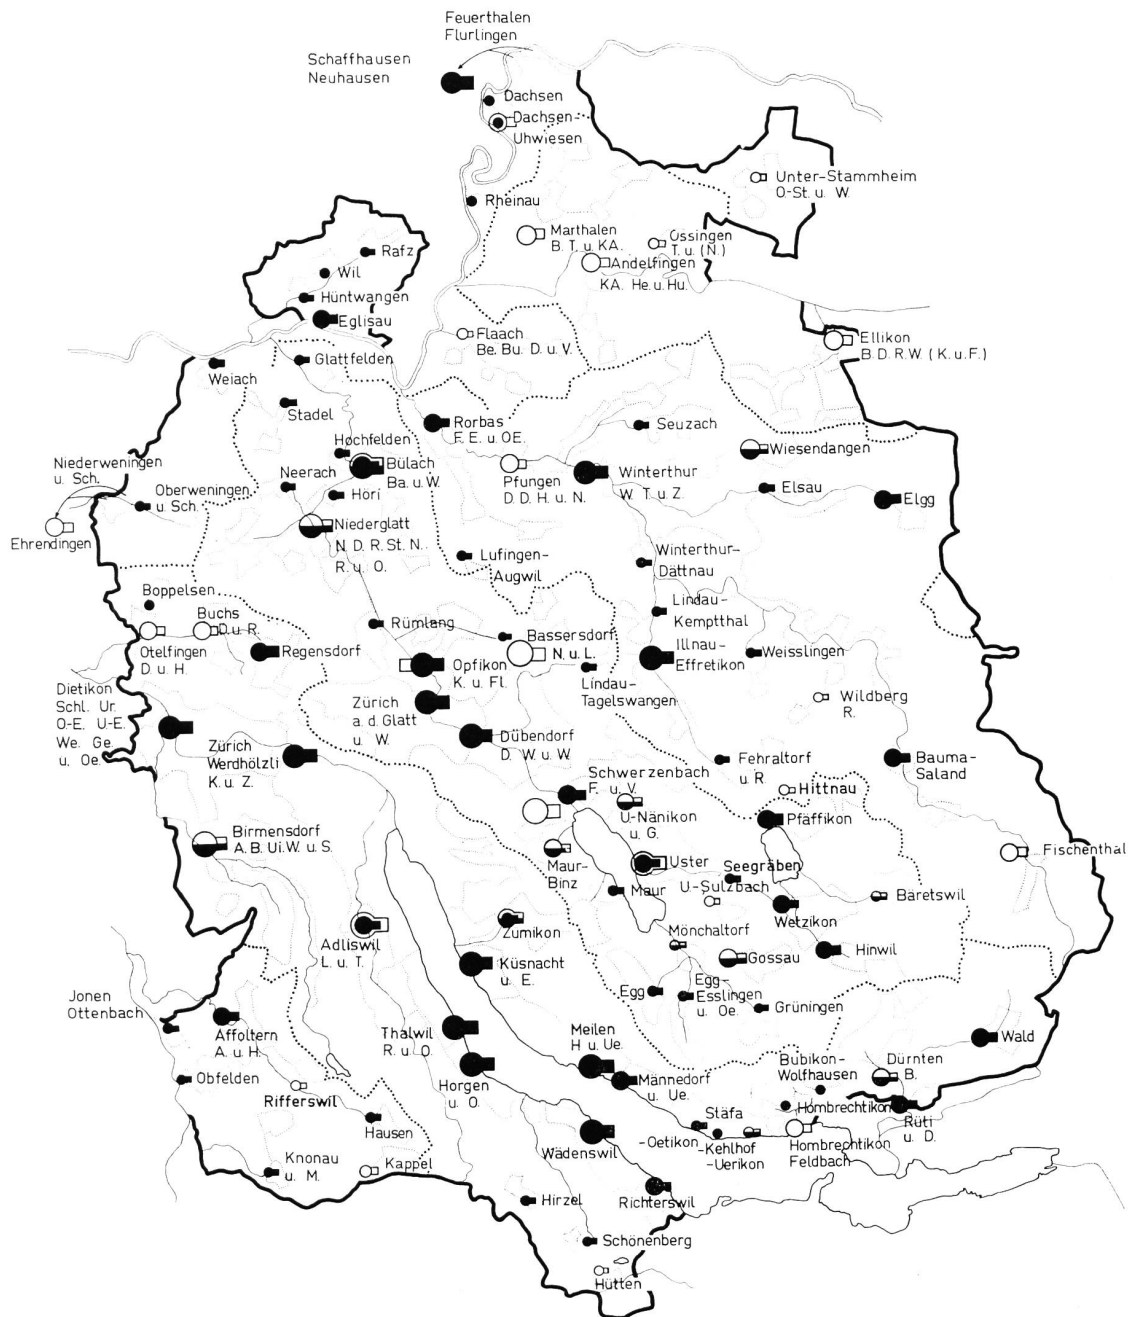 Feuerthalen
Flurlingen
Schaffhausen
Neuhausen
Dachsen
Dachsen-
Uhwiesen
Unter-Stammheim
O-St. u. W.
Rheinau
Marthalen
B. T. u. KA.
Ossingen
T. u. (N.)
Andelfingen
KA. He. u. Hu.
Rafz
Wil
Hüntwangen
Eglisau
Flaach
Be. Bu. D. u. V.
Ellikon
B. D. R. W. ( K. u. F.)
Glattfelden
Weiach
Stadel
Rorbas
F. E. u. OE.
Seuzach
Wiesendangen
Hochfelden
Bülach
Ba. u. W.
Niederweningen
u. Sch.
Neerach
Pfungen
D. D. H. u. N.
Winterthur
W. T. u. Z.
Elsau
Elgg
Oberweningen
u. Sch.
Höri
Ehrendingen
Niederglatt
N. D. R. St. N.
R. u. O.
Lufingen-
Augwil
Winterthur-
Dättnau
Boppelsen
Buchs
D. u. R.
Otelfingen
D. u. H.
Rümlang
Bassersdorf
N. u. L.
Lindau-
Kemptthal
Regensdorf
Opfikon
K. u. Fl.
Illnau-
Effretikon
Weisslingen
Lindau-
Tagelswangen
Dietikon
Schl. Ur.
O-E. U-E.
We. Ge.
u. Oe.
Zürich
a. d. Glatt
u. W.
Wildberg
R.
Zürich
Werdhölzli
K. u. Z.
Dübendorf
D. W. u. W.
Fehraltorf
u. R.
Bauma-
Saland
Schwerzenbach
F. u. V.
Hittnau
U-Nänikon
u. G.
Pfäffikon
Birmensdorf
A. B. Ui. W. u. S.
Maur-
Binz
Uster
Seegräben
Fischenthal
Maur
U-Sulzbach
Bäretswil
Wetzikon
Zumikon
Mönchaltorf
Adliswil
L. u. T.
Gossau
Hinwil
Küsnacht
u. E.
Egg
Egg-
Esslingen
u. Oe.
Grüningen
Jonen
Ottenbach
Affoltern
A. u. H.
Thalwil
R. u. O.
Meilen
H. u. Ue.
Wald
Bubikon-
Wolfhausen
Dürnten
B.
Obfelden
Rifferswil
Horgen
u. O.
Männedorf
u. Ue.
Hombrechtikon
Stäfa
Hausen
Rüti
u. D.
Wädenswil
-Oetikon
-Kehlhof
-Uerikon
Hombrechtikon
Feldbach
Knonau
u. M.
Kappel
Hirzel
Richterswil
Schönenberg
Hütten